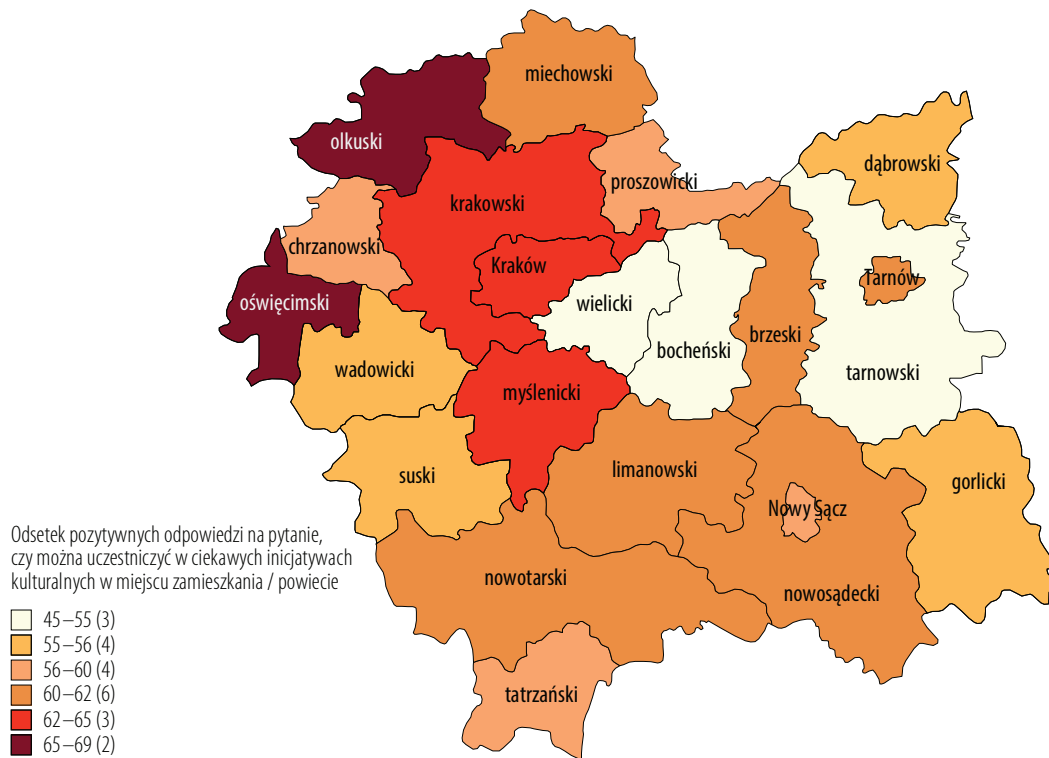 miechowski
olkuski
dąbrowski
proszowicki
krakowski
chrzanowski
Kraków
Tarnów
oświęcimski
wielicki
brzeski
bocheński
wadowicki
tarnowski
myślenicki
limanowski
suski
gorlicki
Nowy Sącz
Odsetek pozytywnych odpowiedzi na pytanie,
czy można uczestniczyć w ciekawych inicjatywach
kulturalnych w miejscu zamieszkania / powiecie
nowotarski
nowosądecki
tatrzański
45–55 (3)
55–56 (4)
56–60 (4)
60–62 (6)
62–65 (3)
65–69 (2)